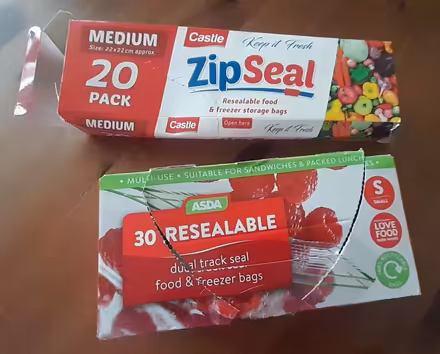 MEDIUM
Size: 22x22cm approx.
20
PACK
MEDIUM
Castle
Keep it Fresh
ZipSeal
Resealable food
& freezer storage bags
Castle
Open here
Keep it Fresh
• MULTI-USE • SUITABLE FOR SANDWICHES & PACKED LUNCHES •
ASDA
30 RESEALABLE
dual track seal
food & freezer bags
S
SMALL
LOVE
FOOD
hate waste